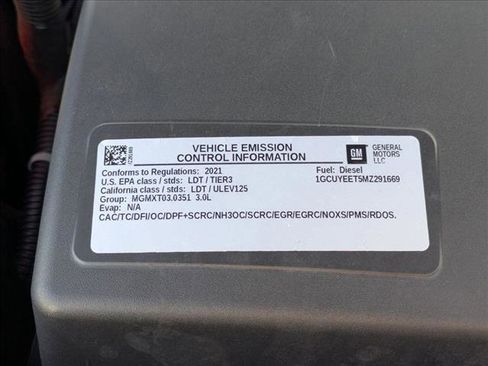 VEHICLE EMISSION
CONTROL INFORMATION
GM
GENERAL
MOTORS
LLC
Conforms to Regulations: 2021
Fuel: Diesel
U.S. EPA class / stds: LDT / TIER3
1GCUYEET5MZ291669
California class / stds: LDT / ULEV125
Group: MGMXT03.0351 3.0L
Evap: N/A
CAC/TC/DFI/OC/DPF+SCRC/NH3OC/SCRC/EGR/EGRC/NOXS/PMS/RDOS.